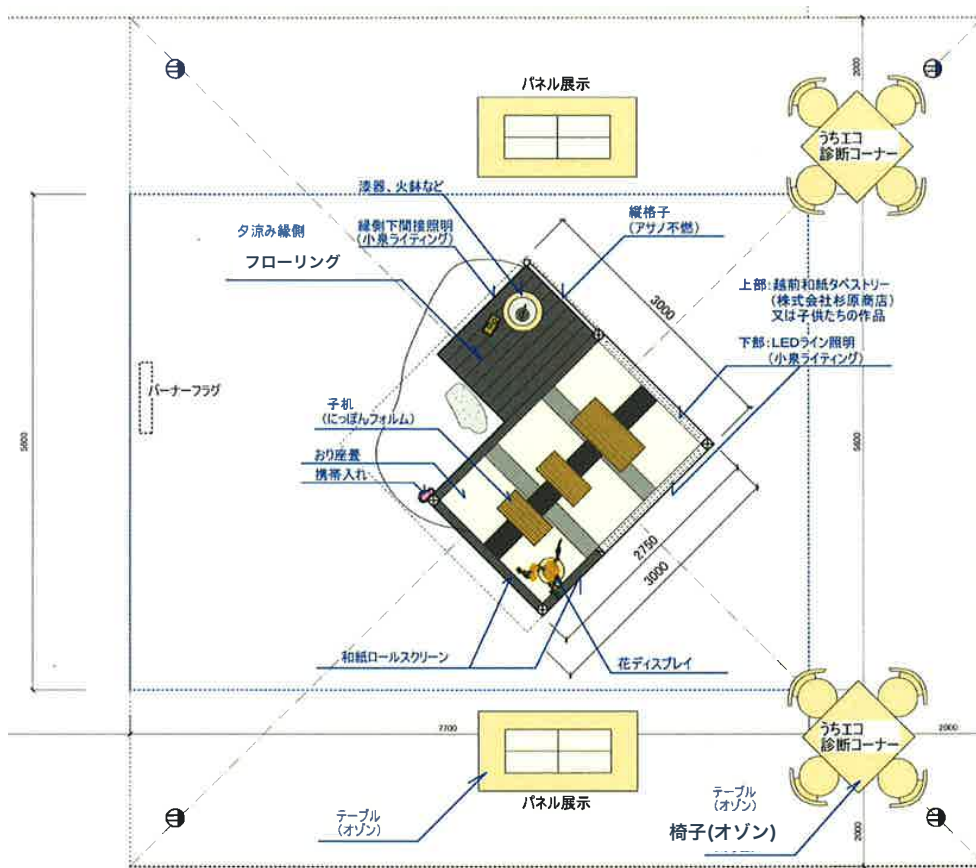 2000
パネル展示
うちエコ
診断コーナー
漆器、火鉢など
縦格子
(アサノ不燃)
夕涼み縁側
縁側下間接照明
(小泉ライティング)
フローリング
3000
上部:越前和紙タペストリー
(株式会社杉原商店)
又は子供たちの作品
下部:LEDライン照明
(小泉ライティング)
バーナーフラグ
子机
(にっぽんフォルム)
5800
おり座畳
携帯入れ
2750
3000
和紙ロールスクリーン
花ディスプレイ
7700
2000
うちエコ
診断コーナー
テーブル
(オゾン)
パネル展示
テーブル
(オゾン)
椅子(オゾン)
2000